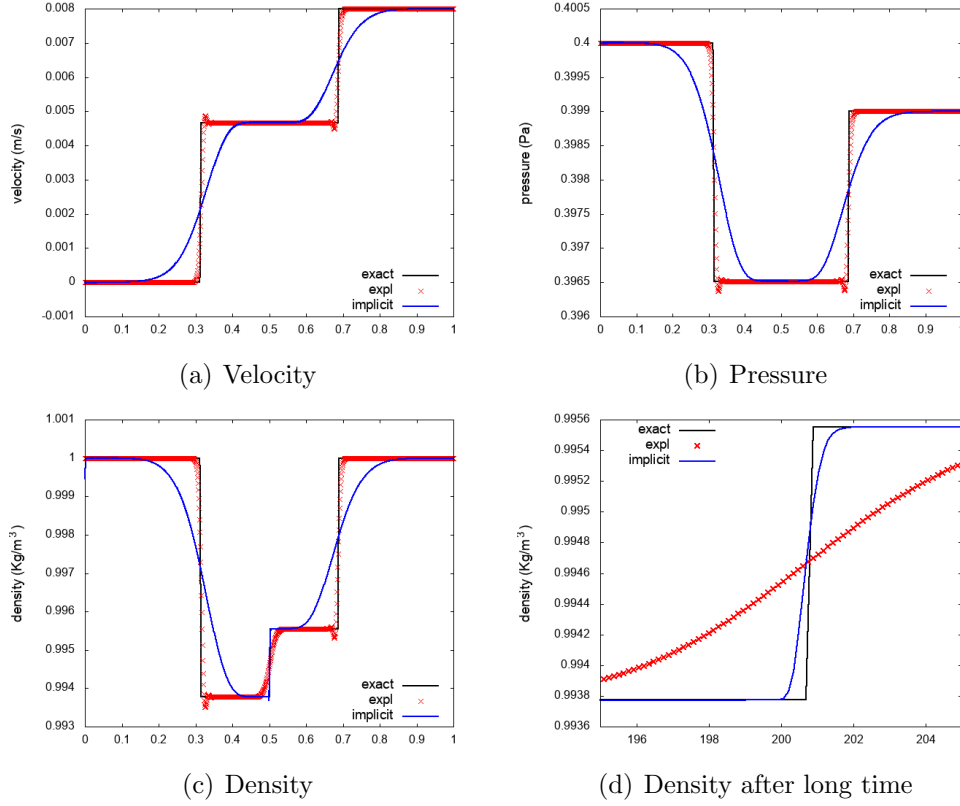 0.008
0.007
0.006
0.005
0.004
0.003
0.002
0.001
0
-0.001
velocity (m/s)
0 0.1 0.2 0.3 0.4 0.5 0.6 0.7 0.8 0.9 1
exact
expl
implicit
(a) Velocity
0.4005
0.4
0.3995
0.399
0.3985
0.398
0.3975
0.397
0.3965
0.396
pressure (Pa)
0 0.1 0.2 0.3 0.4 0.5 0.6 0.7 0.8 0.9 1
exact
expl
implicit
(b) Pressure
1.001
1
0.999
0.998
0.997
0.996
0.995
0.994
0.993
density (Kg/m³)
0 0.1 0.2 0.3 0.4 0.5 0.6 0.7 0.8 0.9 1
exact
expl
implicit
(c) Density
0.9956
0.9954
0.9952
0.995
0.9948
0.9946
0.9944
0.9942
0.994
0.9938
0.9936
density (Kg/m³)
196 198 200 202 204
exact
expl
implicit
(d) Density after long time